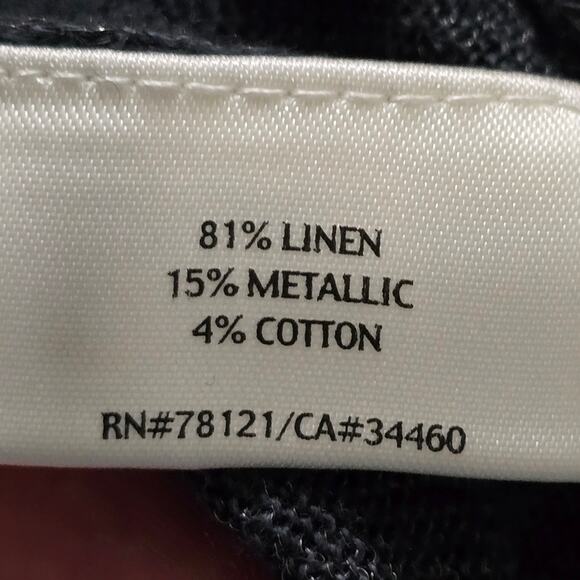 81% LINEN
15% METALLIC
4% COTTON
RN#78121/CA#34460